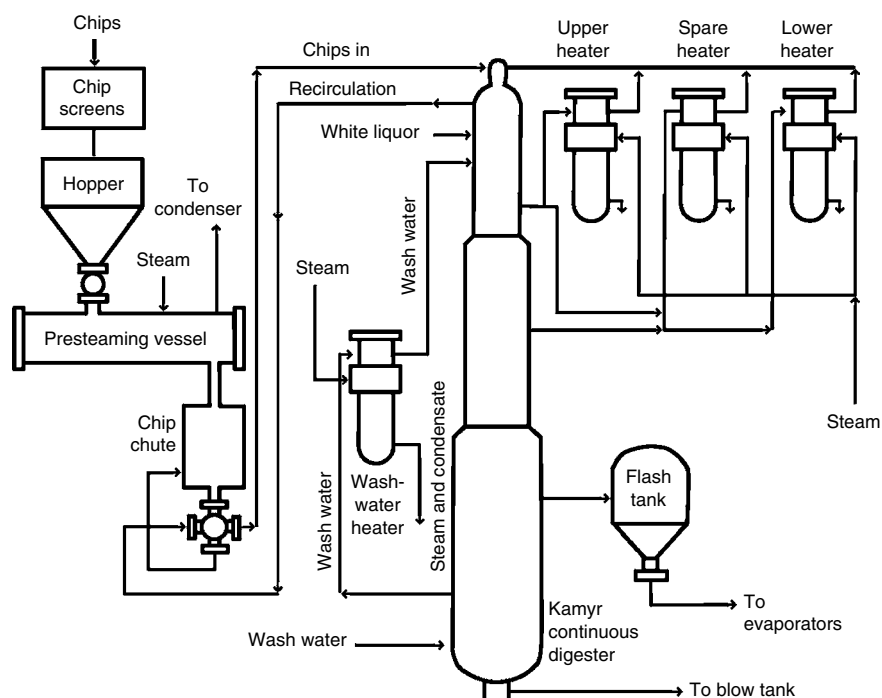 Chips
Chip
screens
Hopper
To
condenser
Steam
Presteaming vessel
Chip
chute
Chips in
Recirculation
White liquor
Wash water
Steam
Wash water
Wash-
water
heater
Steam and condensate
Wash water
Upper
heater
Spare
heater
Lower
heater
Steam
Flash
tank
To
evaporators
Kamyr
continuous
digester
To blow tank